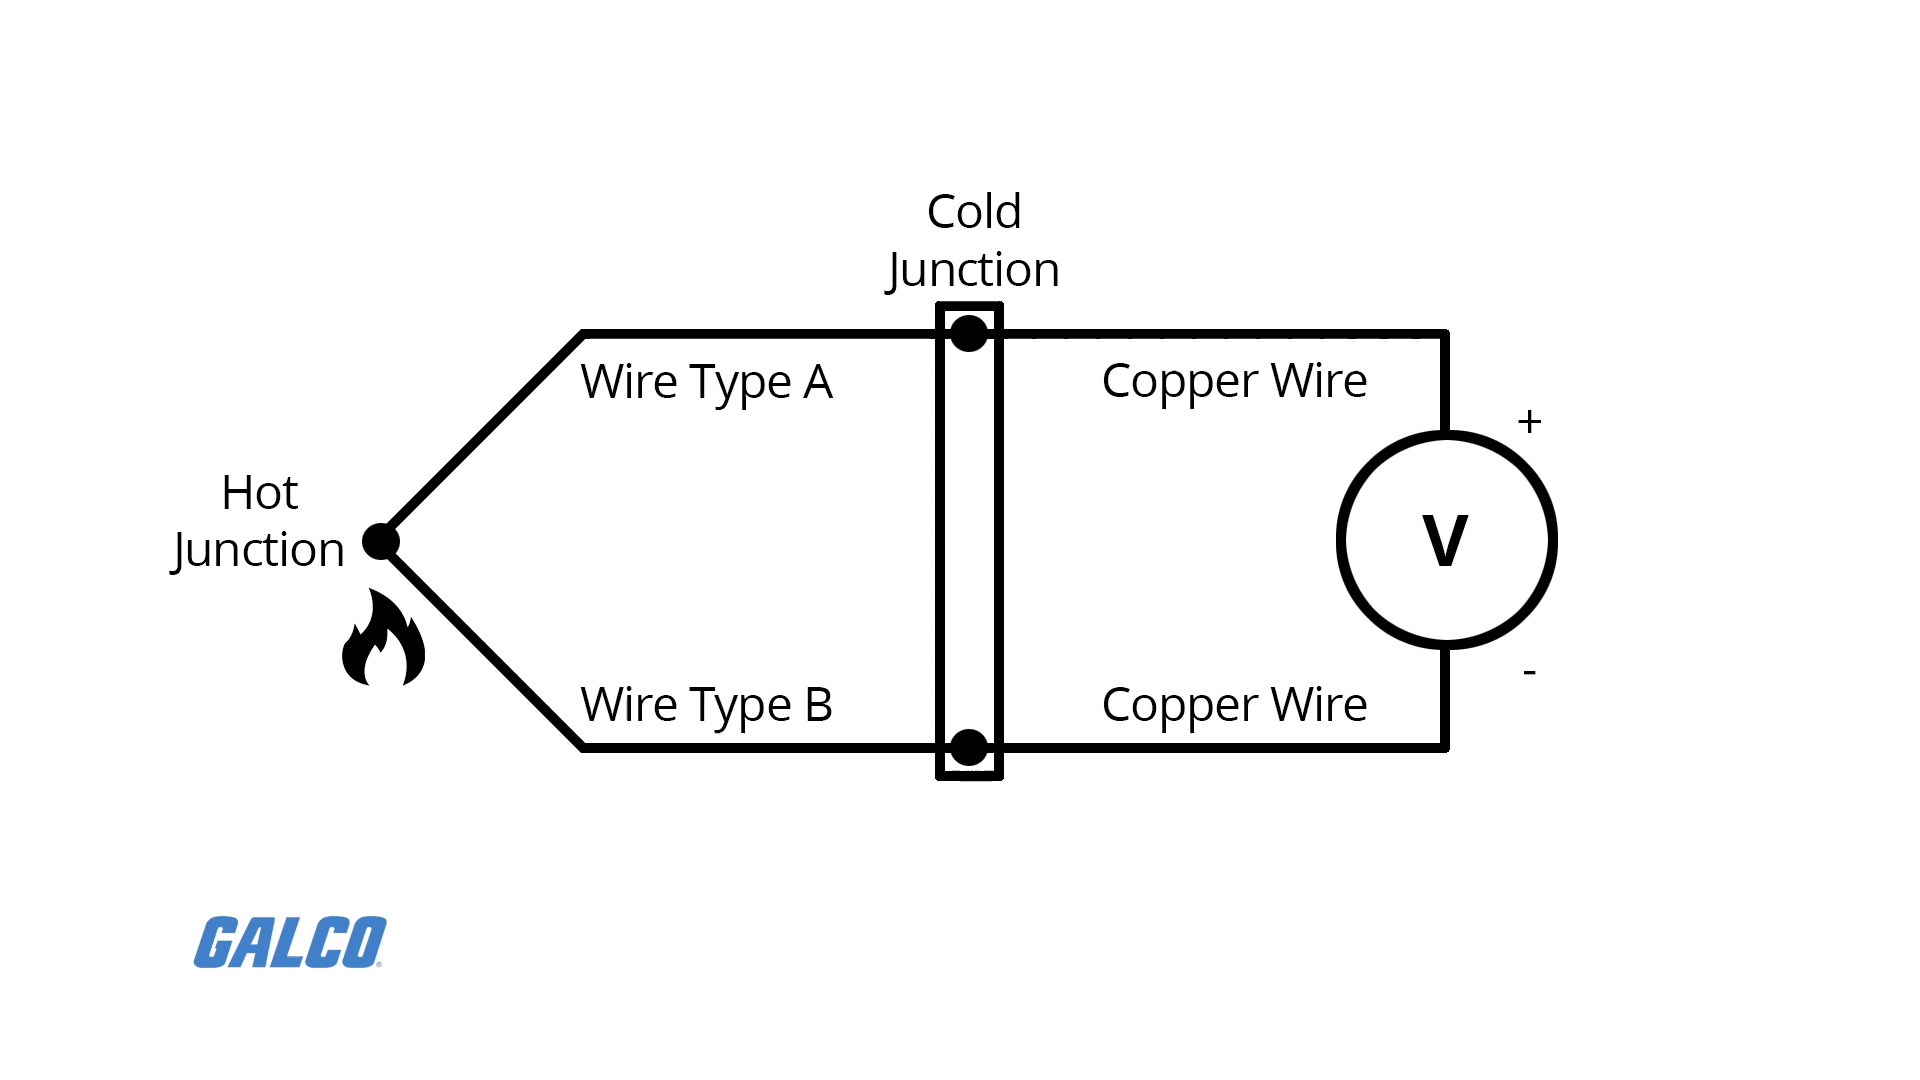 Cold
Junction
Wire Type A
Copper Wire
+
Hot
Junction
V
-
Wire Type B
Copper Wire
GALCO®